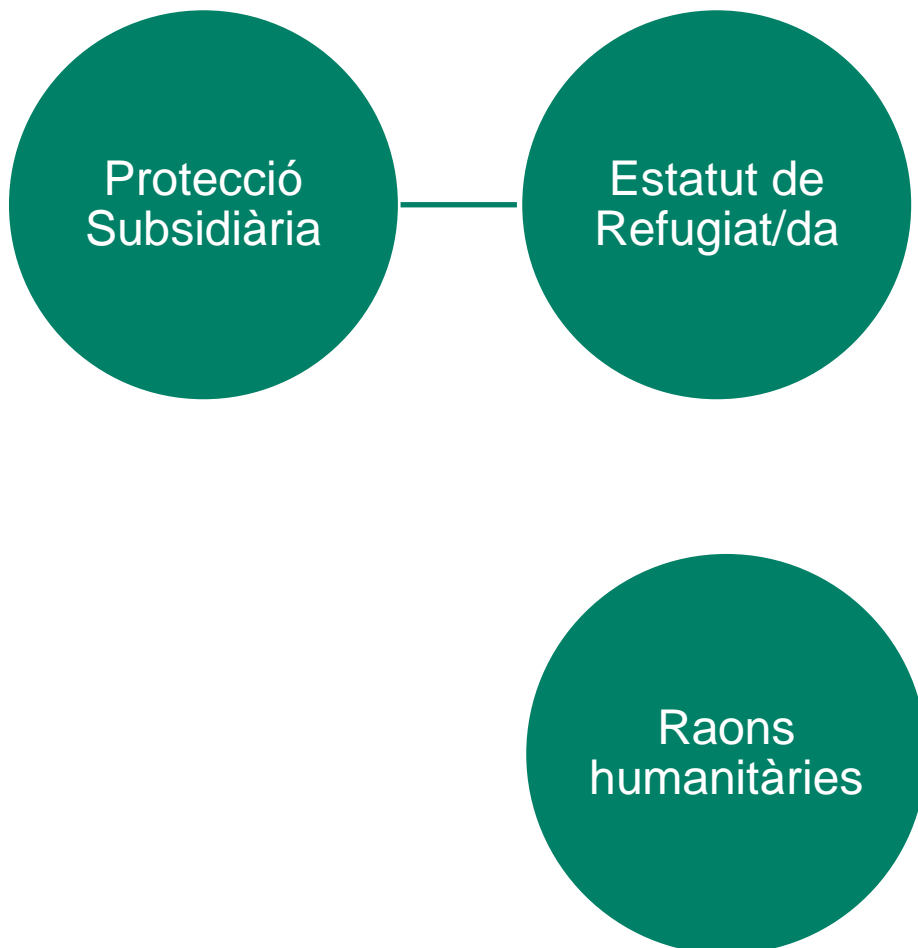 Protecció
Subsidiària
Estatut de
Refugiat/da
Raons
humanitàries